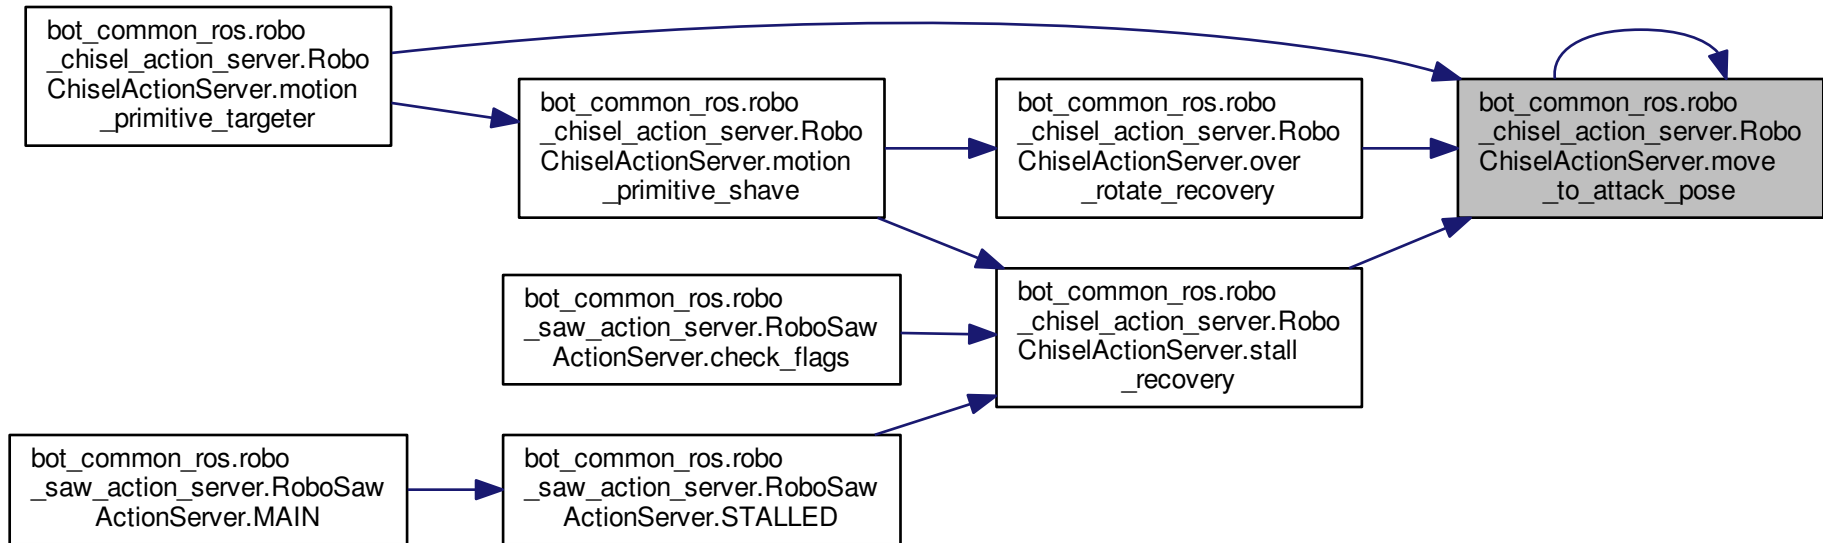 bot_common_ros.robo
_chisel_action_server.Robo
ChiselActionServer.motion
_primitive_targeter
bot_common_ros.robo
_chisel_action_server.Robo
ChiselActionServer.motion
_primitive_shave
bot_common_ros.robo
_chisel_action_server.Robo
ChiselActionServer.over
_rotate_recovery
bot_common_ros.robo
_chisel_action_server.Robo
ChiselActionServer.move
_to_attack_pose
bot_common_ros.robo
_saw_action_server.RoboSaw
ActionServer.check_flags
bot_common_ros.robo
_chisel_action_server.Robo
ChiselActionServer.stall
_recovery
bot_common_ros.robo
_saw_action_server.RoboSaw
ActionServer.MAIN
bot_common_ros.robo
_saw_action_server.RoboSaw
ActionServer.STALLED